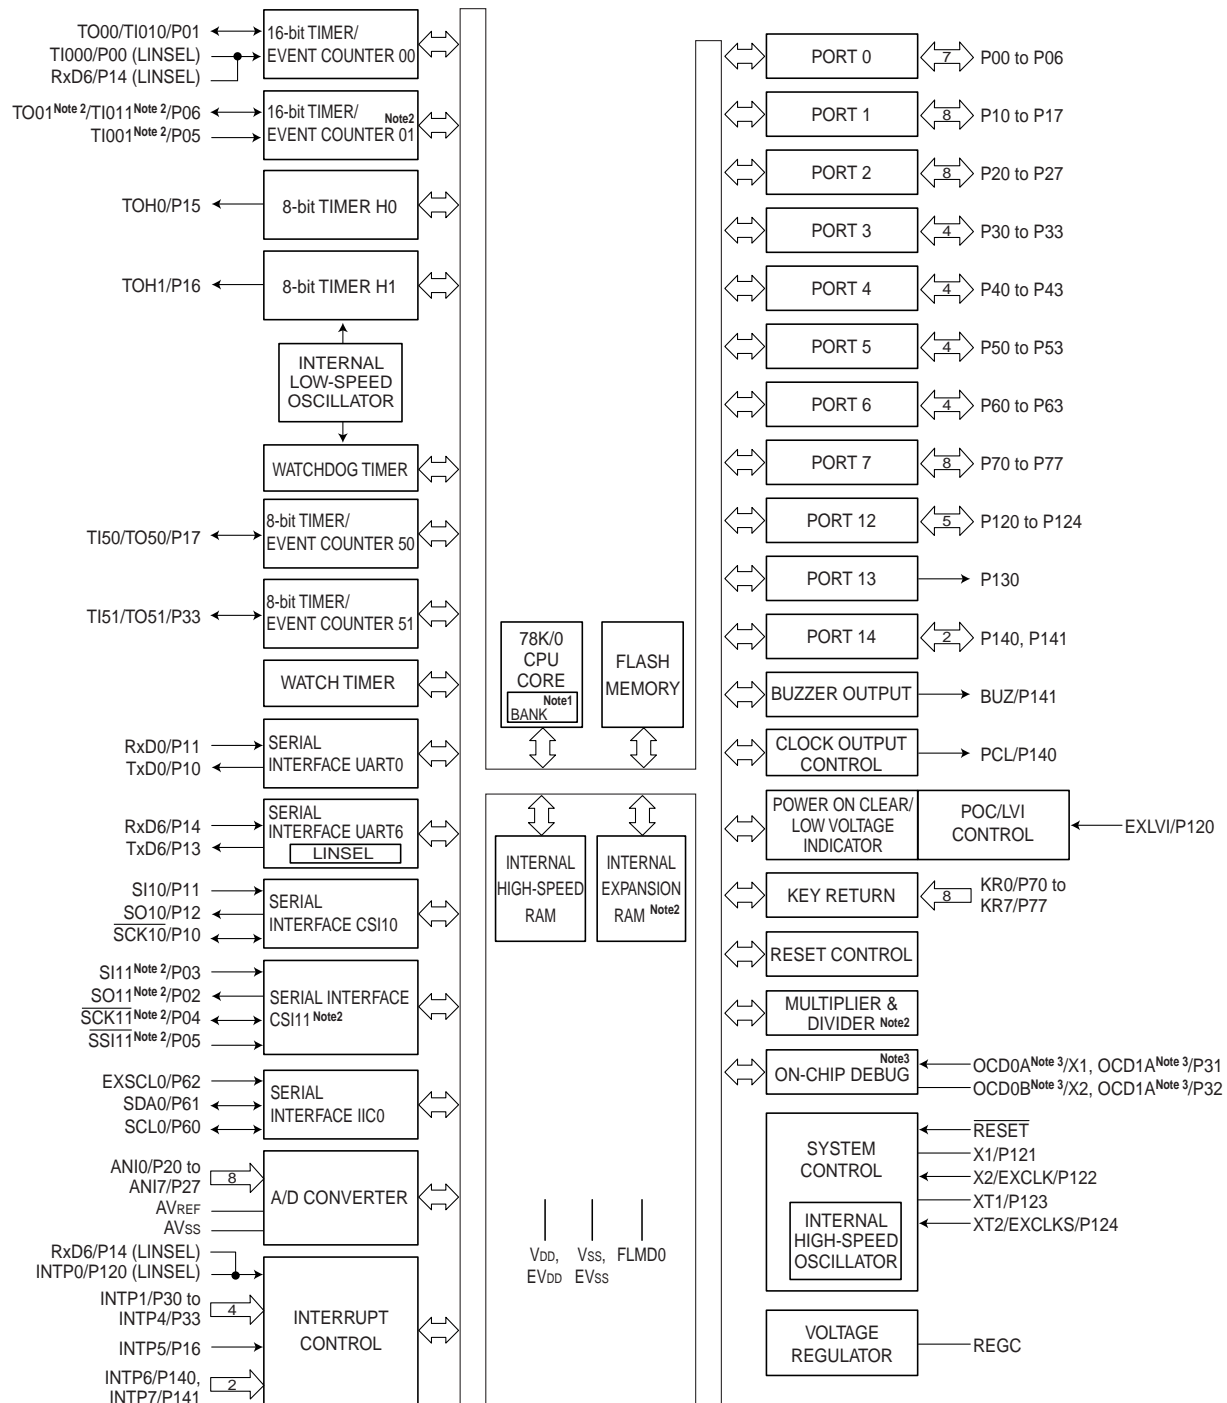 TO00/TI010/P01
TI000/P00 (LINSEL)
RxD6/P14 (LINSEL)
16-bit TIMER/
EVENT COUNTER 00
TO01Note 2/TI011Note 2/P06
TI001Note 2/P05
16-bit TIMER/
EVENT COUNTER 01 Note2
TOH0/P15
8-bit TIMER H0
TOH1/P16
8-bit TIMER H1
INTERNAL
LOW-SPEED
OSCILLATOR
WATCHDOG TIMER
TI50/TO50/P17
8-bit TIMER/
EVENT COUNTER 50
TI51/TO51/P33
8-bit TIMER/
EVENT COUNTER 51
WATCH TIMER
RxD0/P11
TxD0/P10
SERIAL
INTERFACE UART0
RxD6/P14
TxD6/P13
SERIAL
INTERFACE UART6
LINSEL
SI10/P11
SO10/P12
SCK10/P10
SERIAL
INTERFACE CSI10
SI11Note 2/P03
SO11Note 2/P02
SCK11Note 2/P04
SSI11Note 2/P05
SERIAL INTERFACE
CSI11 Note2
EXSCL0/P62
SDA0/P61
SCL0/P60
SERIAL
INTERFACE IIC0
ANI0/P20 to
ANI7/P27
8
AVREF
AVSS
A/D CONVERTER
RxD6/P14 (LINSEL)
INTP0/P120 (LINSEL)
INTP1/P30 to
INTP4/P33
4
INTP5/P16
INTP6/P140,
INTP7/P141
2
INTERRUPT
CONTROL
78K/0
CPU
CORE
Note1
BANK
FLASH
MEMORY
INTERNAL
HIGH-SPEED
RAM
INTERNAL
EXPANSION
RAM Note2
VDD,
EVDD
VSS,
EVSS
FLMD0
PORT 0
7
P00 to P06
PORT 1
8
P10 to P17
PORT 2
8
P20 to P27
PORT 3
4
P30 to P33
PORT 4
4
P40 to P43
PORT 5
4
P50 to P53
PORT 6
4
P60 to P63
PORT 7
8
P70 to P77
PORT 12
5
P120 to P124
PORT 13
P130
PORT 14
2
P140, P141
BUZZER OUTPUT
BUZ/P141
CLOCK OUTPUT
CONTROL
PCL/P140
POWER ON CLEAR/
LOW VOLTAGE
INDICATOR
POC/LVI
CONTROL
EXLVI/P120
KEY RETURN
8
KR0/P70 to
KR7/P77
RESET CONTROL
MULTIPLIER &
DIVIDER Note2
Note3
ON-CHIP DEBUG
OCD0ANote 3/X1, OCD1ANote 3/P31
OCD0BNote 3/X2, OCD1ANote 3/P32
SYSTEM
CONTROL
INTERNAL
HIGH-SPEED
OSCILLATOR
RESET
X1/P121
X2/EXCLK/P122
XT1/P123
XT2/EXCLKS/P124
VOLTAGE
REGULATOR
REGC